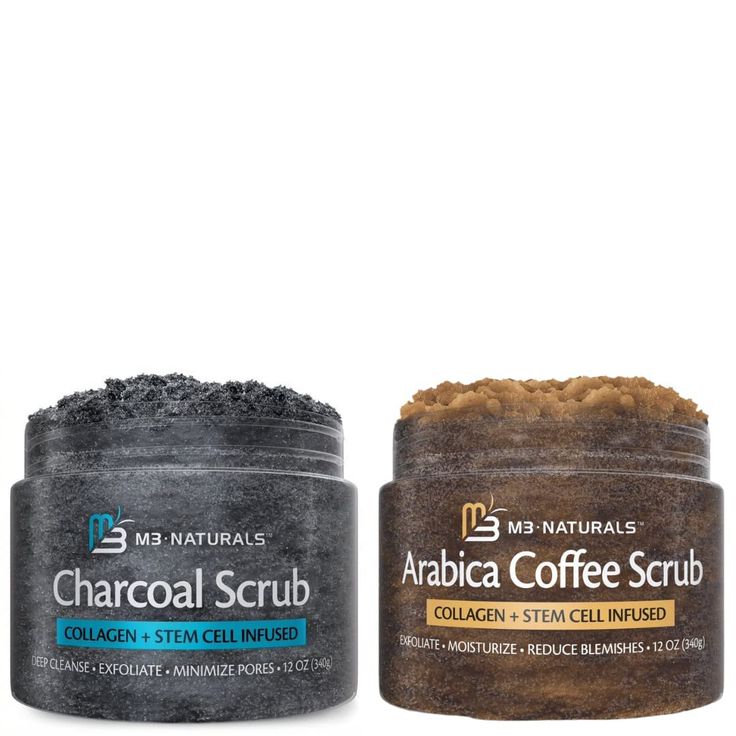 M3·NATURALS™
Charcoal Scrub
COLLAGEN + STEM CELL INFUSED
DEEP CLEANSE • EXFOLIATE • MINIMIZE PORES • 12 OZ (340g)
M3·NATURALS™
Arabica Coffee Scrub
COLLAGEN + STEM CELL INFUSED
EXFOLIATE • MOISTURIZE • REDUCE BLEMISHES • 12 OZ (340g)